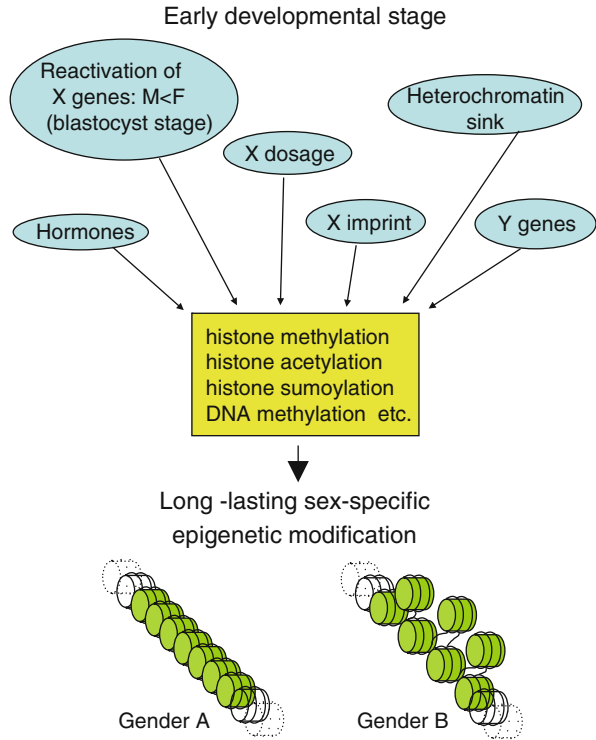 Early developmental stage
Reactivation of
X genes: M<F
(blastocyst stage)
Heterochromatin
sink
X dosage
X imprint
Hormones
Y genes
histone methylation
histone acetylation
histone sumoylation
DNA methylation etc.
Long -lasting sex-specific
epigenetic modification
Gender A
Gender B